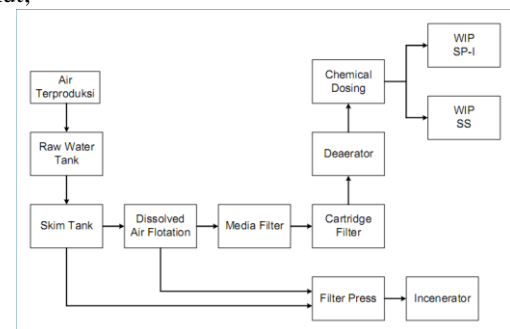 WIP
SP-I
Chemical
Dosing
Air
Terproduksi
WIP
SS
Raw Water
Tank
Deaerator
Skim Tank
Dissolved
Air Flotation
Media Filter
Cartridge
Filter
Filter Press
Incenerator